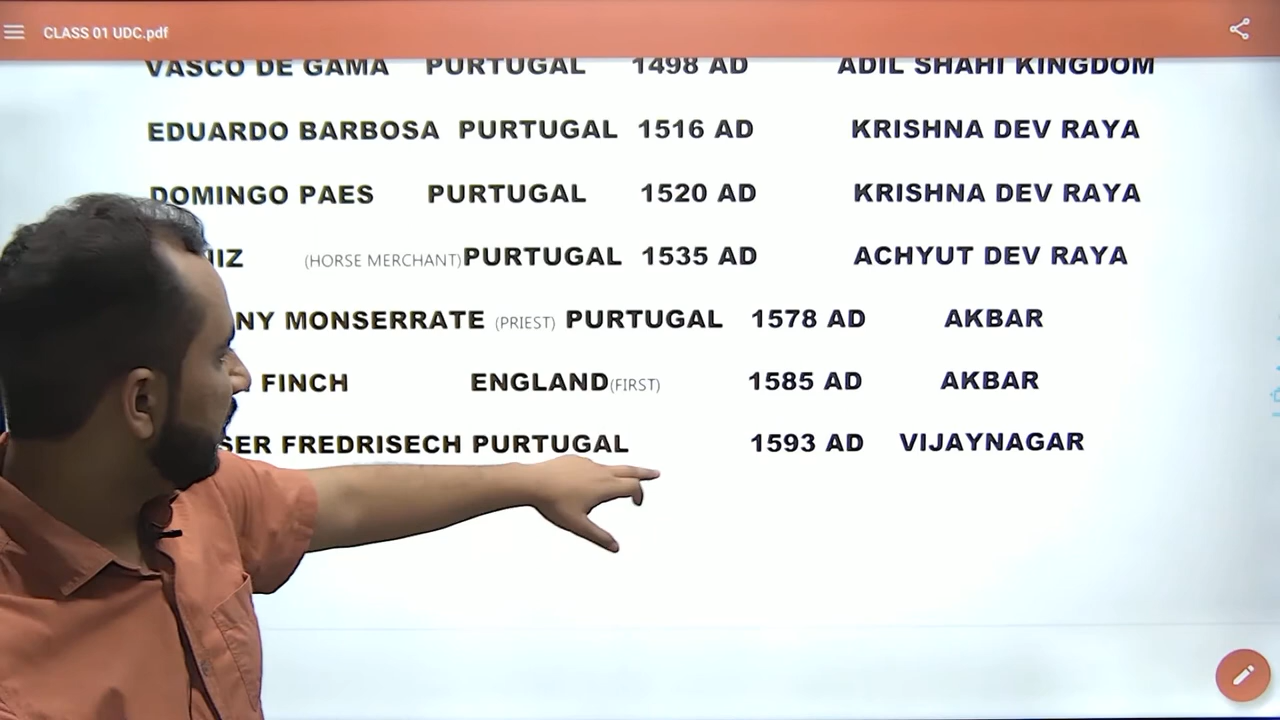 CLASS 01 UDC.pdf
VASCO DE GAMA PURTUGAL 1498 AD ADIL SHAHI KINGDOM
EDUARDO BARBOSA PURTUGAL 1516 AD KRISHNA DEV RAYA
DOMINGO PAES PURTUGAL 1520 AD KRISHNA DEV RAYA
NIZ (HORSE MERCHANT) PURTUGAL 1535 AD ACHYUT DEV RAYA
NY MONSERRATE (PRIEST) PURTUGAL 1578 AD AKBAR
FINCH ENGLAND (FIRST) 1585 AD AKBAR
SER FREDRISECH PURTUGAL 1593 AD VIJAYNAGAR